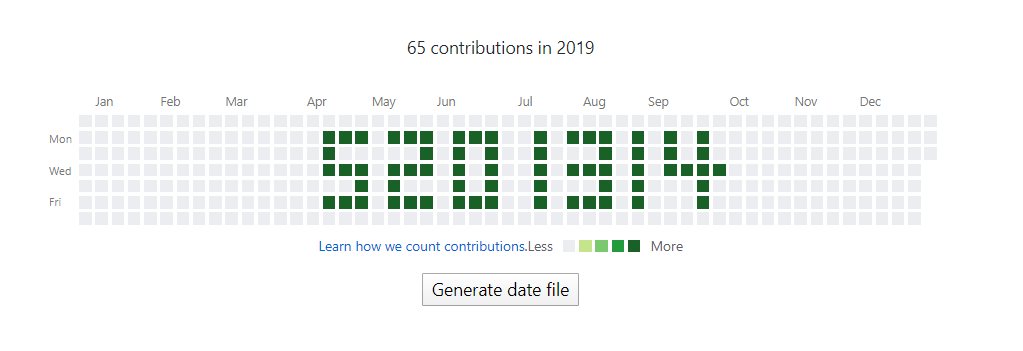 65 contributions in 2019
Jan Feb Mar Apr May Jun Jul Aug Sep Oct Nov Dec
Mon
Wed
Fri
5201314
Learn how we count contributions.Less More
Generate date file